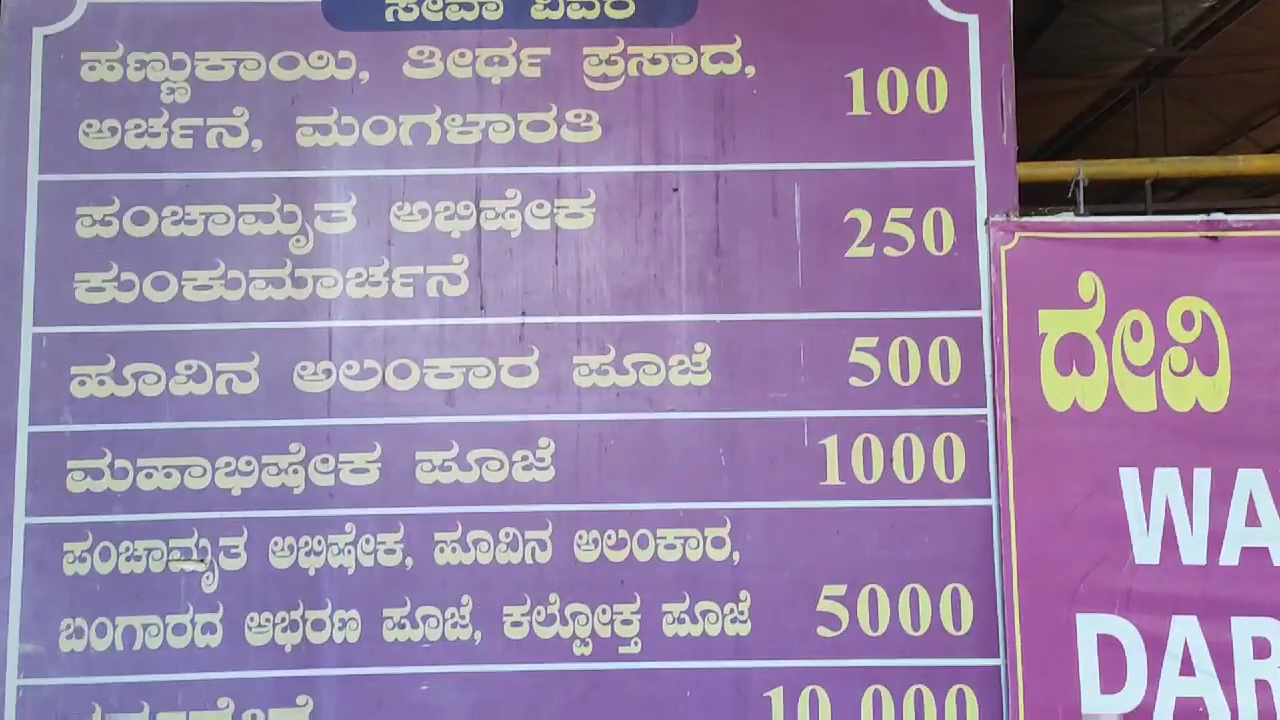 ಸೇವಾ ವಿವರ
ಹಣ್ಣುಕಾಯಿ, ತೀರ್ಥ ಪ್ರಸಾದ,
ಅರ್ಚನೆ, ಮಂಗಳಾರತಿ
100
ಪಂಚಾಮೃತ ಅಭಿಷೇಕ
ಕುಂಕುಮಾರ್ಚನೆ
250
ಹೂವಿನ ಅಲಂಕಾರ ಪೂಜೆ 500
ಮಹಾಭಿಷೇಕ ಪೂಜೆ 1000
ಪಂಚಾಮೃತ ಅಭಿಷೇಕ, ಹೂವಿನ ಅಲಂಕಾರ,
ಬಂಗಾರದ ಆಭರಣ ಪೂಜೆ, ಕಲ್ಪೋಕ್ತ ಪೂಜೆ 5000
10,000
ದೇವಿ
WA
DAR